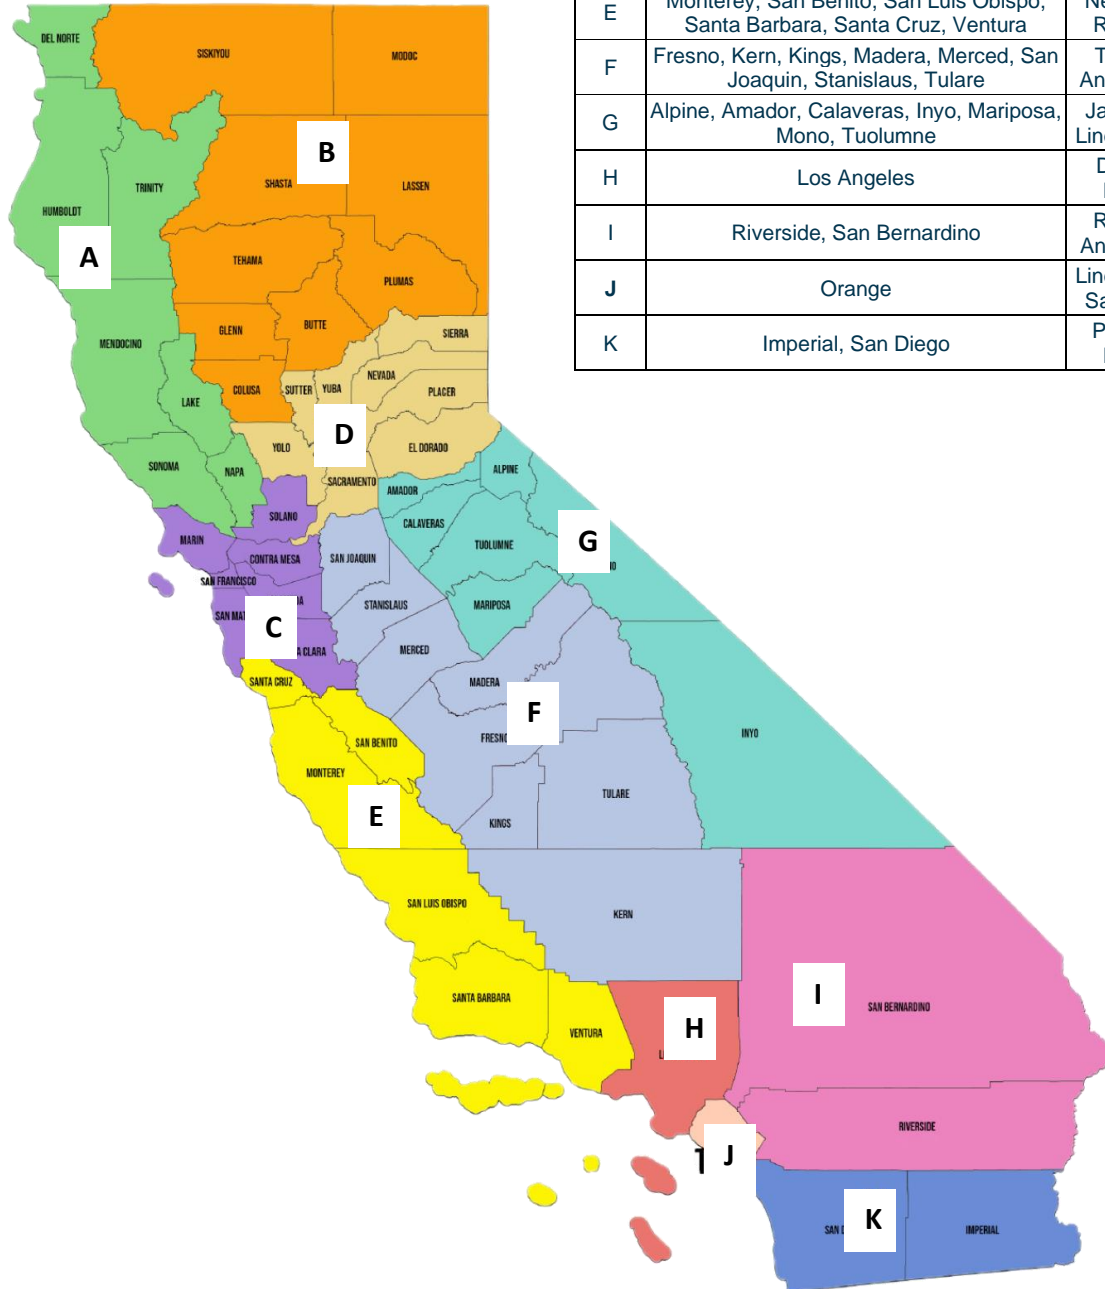 E
Monterey, San Benito, San Luis Obispo,
Santa Barbara, Santa Cruz, Ventura
F
Fresno, Kern, Kings, Madera, Merced, San
Joaquin, Stanislaus, Tulare
G
Alpine, Amador, Calaveras, Inyo, Mariposa,
Mono, Tuolumne
H
Los Angeles
I
Riverside, San Bernardino
J
Orange
K
Imperial, San Diego
DEL NORTE
SISKIYOU
MODOC
B
SHASTA
LASSEN
TRINITY
HUMBOLDT
A
TEHAMA
PLUMAS
GLENN
BUTTE
SIERRA
MENDOCINO
NEVADA
COLUSA
SUTTER
YUBA
PLACER
LAKE
D
YOLO
EL DORADO
SONOMA
NAPA
ALPINE
SACRAMENTO
AMADOR
SOLANO
CALAVERAS
MARIN
G
TUOLUMNE
CONTRA MESA
SAN JOAQUIN
SAN FRANCISCO
STANISLAUS
MARIPOSA
SAN MAT
C
A CLARA
MERCED
SANTA CRUZ
MADERA
F
FRESNO
INYO
SAN BENITO
MONTEREY
TULARE
E
KINGS
SAN LUIS OBISPO
KERN
SANTA BARBARA
I
SAN BERNARDINO
VENTURA
H
RIVERSIDE
J
K
SAN D
IMPERIAL